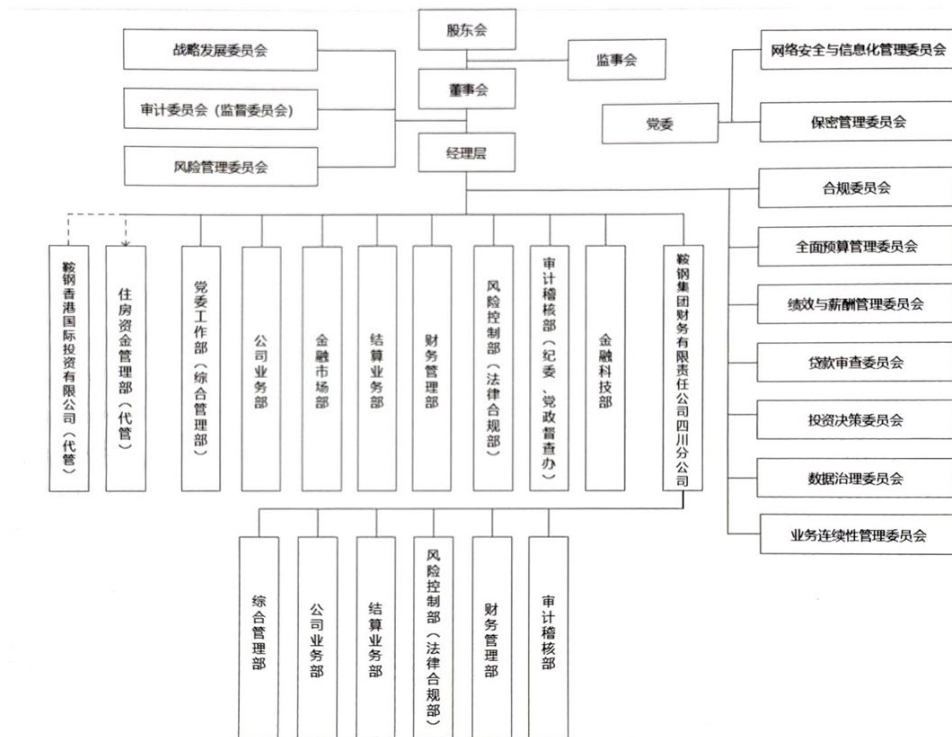 股东会
战略发展委员会
监事会
网络安全与信息化管理委员会
董事会
审计委员会（监督委员会）
党委
保密管理委员会
经理层
风险管理委员会
合规委员会
全面预算管理委员会
绩效与薪酬管理委员会
贷款审查委员会
投资决策委员会
数据治理委员会
业务连续性管理委员会
鞍钢香港国际投资有限公司（代管）
住房资金管理部（代管）
党委工作部（综合管理部）
公司业务部
金融市场部
结算业务部
财务管理部
风险控制部（法律合规部）
审计稽核部（纪委、党政督查办）
金融科技部
鞍钢集团财务有限责任公司四川分公司
综合管理部
公司业务部
结算业务部
风险控制部（法律合规部）
财务管理部
审计稽核部